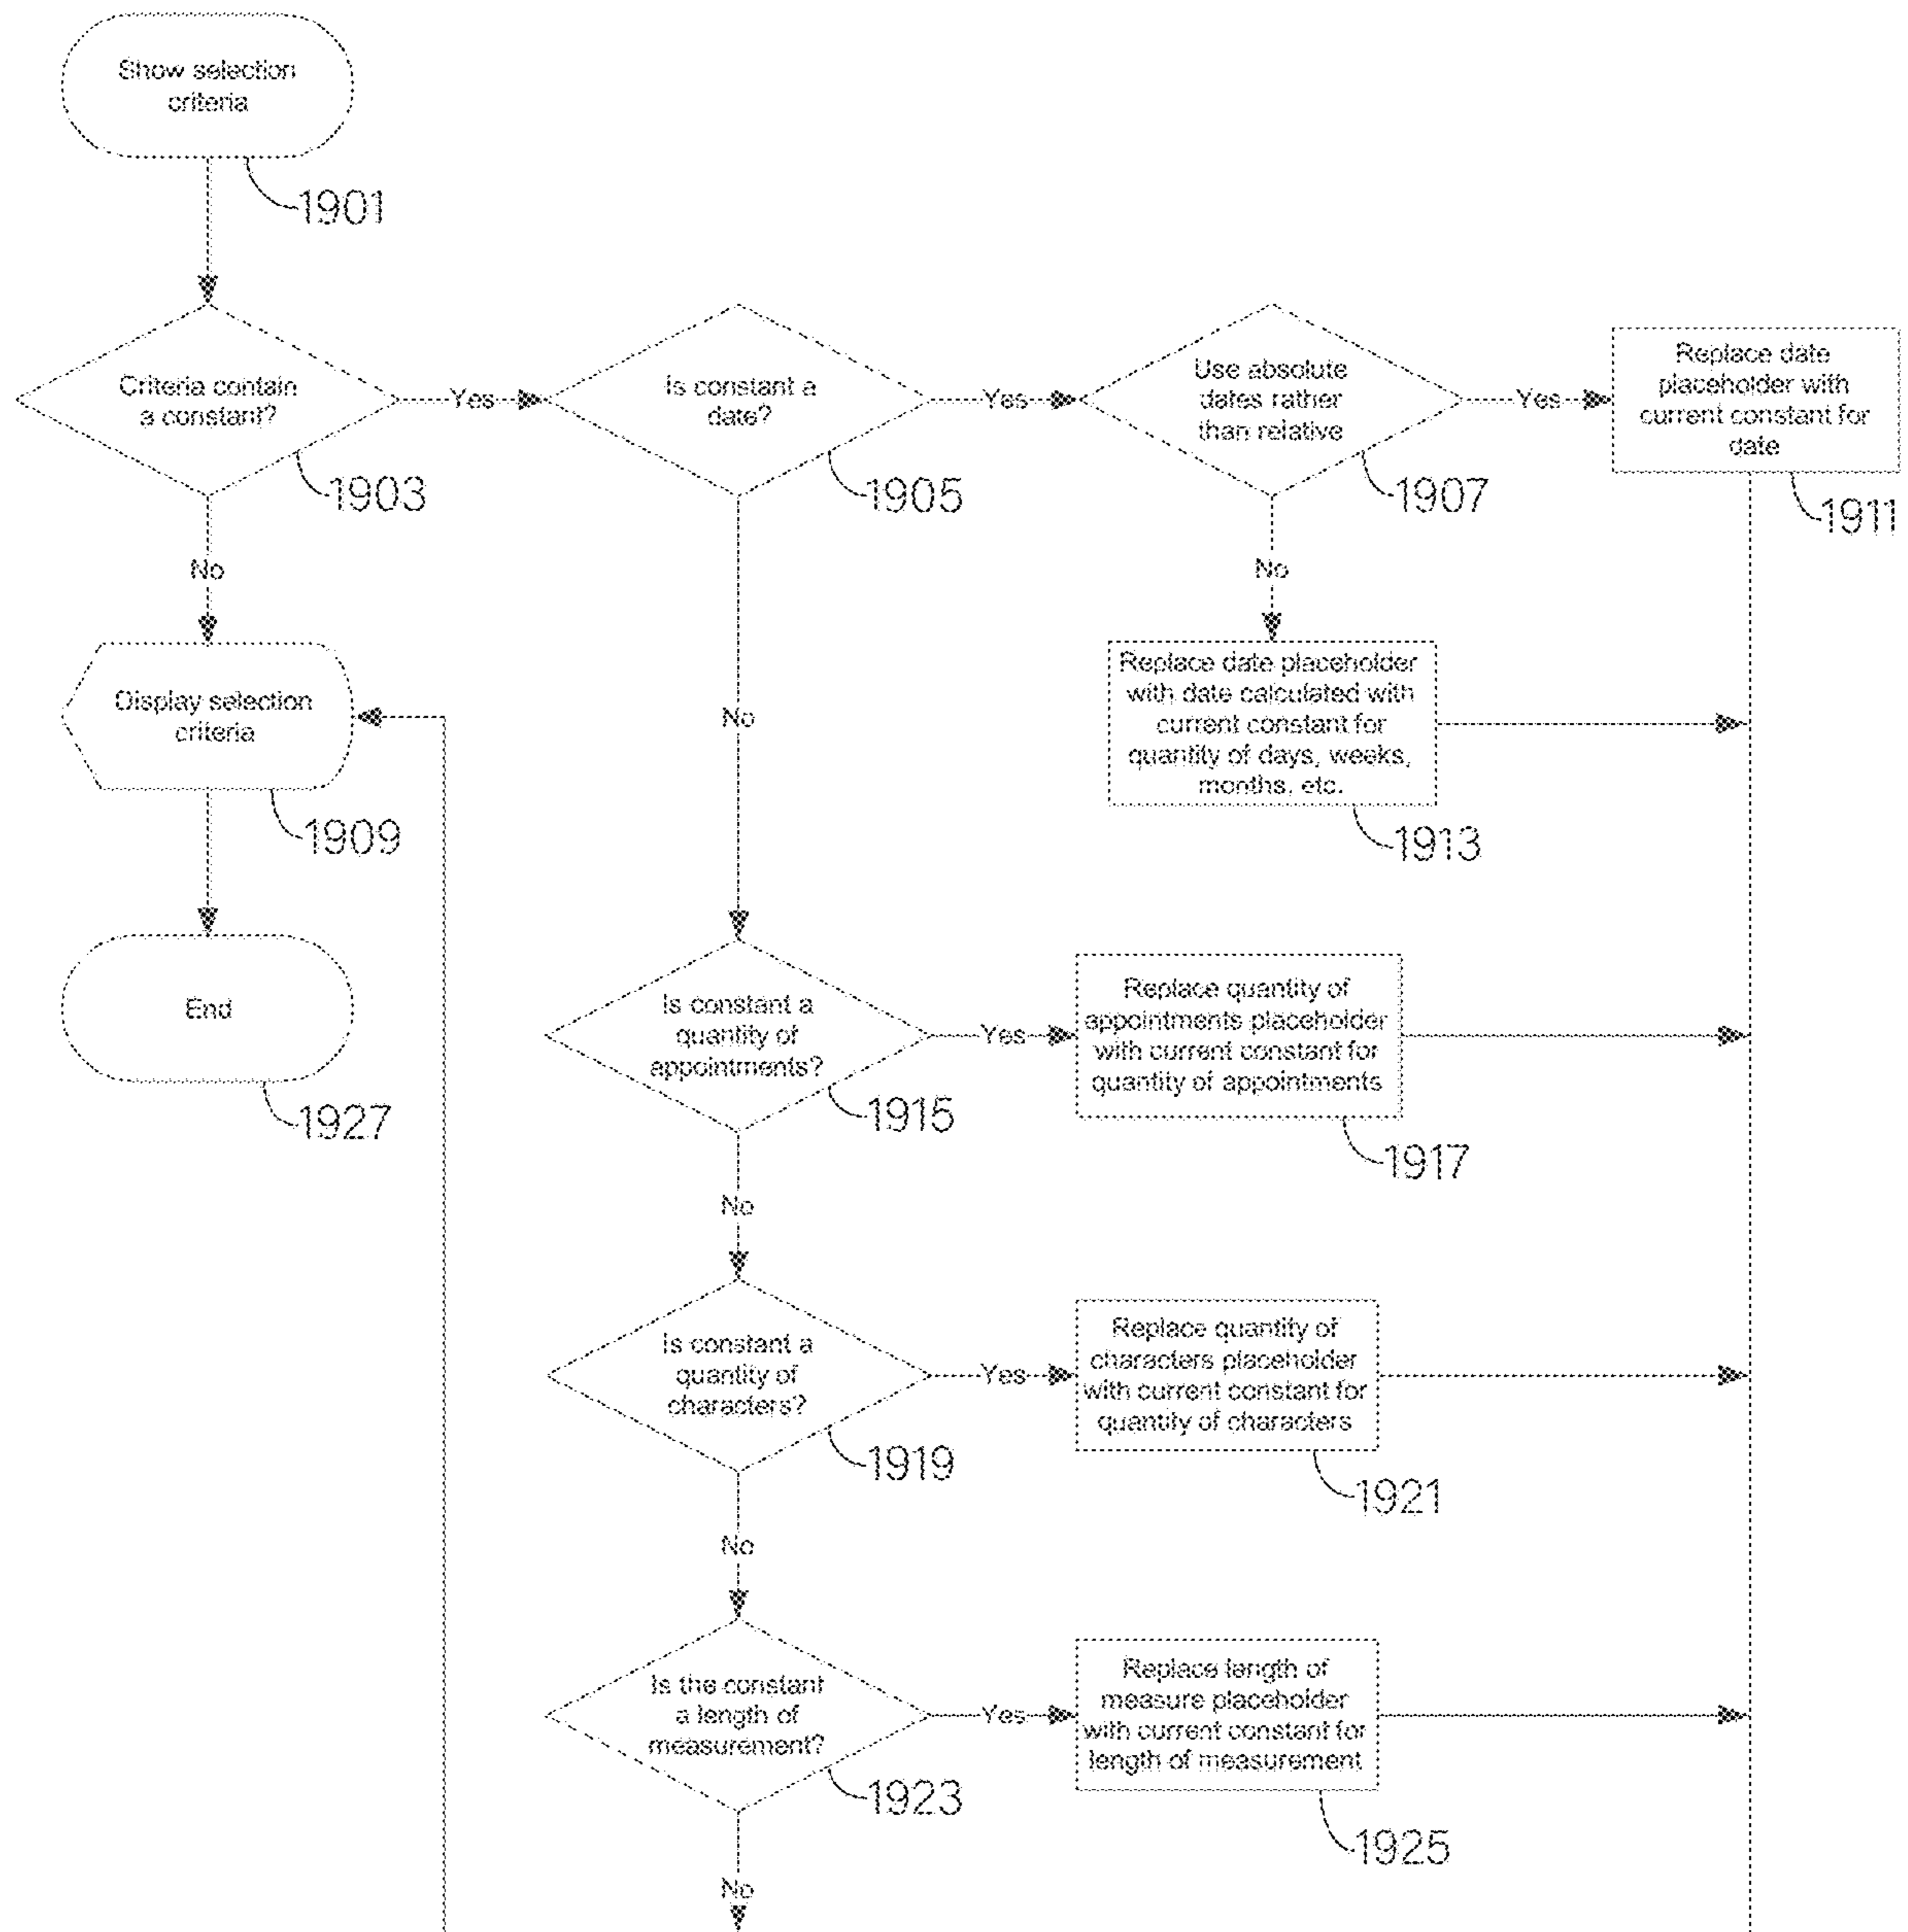 Show selection
criteria
1901
Criteria contain
a constant?
Yes
1903
Is constant a
date?
Yes
1905
Use absolute
dates rather
than relative
Yes
1907
Replace date
placeholder with
current constant for
date
1911
No
No
Display selection
criteria
1909
No
Replace date placeholder
with date calculated with
current constant for
quantity of days, weeks,
months, etc.
1913
End
1927
Is constant a
quantity of
appointments?
Yes
1915
Replace quantity of
appointments placeholder
with current constant for
quantity of appointments
1917
No
Is constant a
quantity of
characters?
Yes
1919
Replace quantity of
characters placeholder
with current constant for
quantity of characters
1921
No
Is the constant
a length of
measurement?
Yes
1923
Replace length of
measure placeholder
with current constant for
length of measurement
1925
No